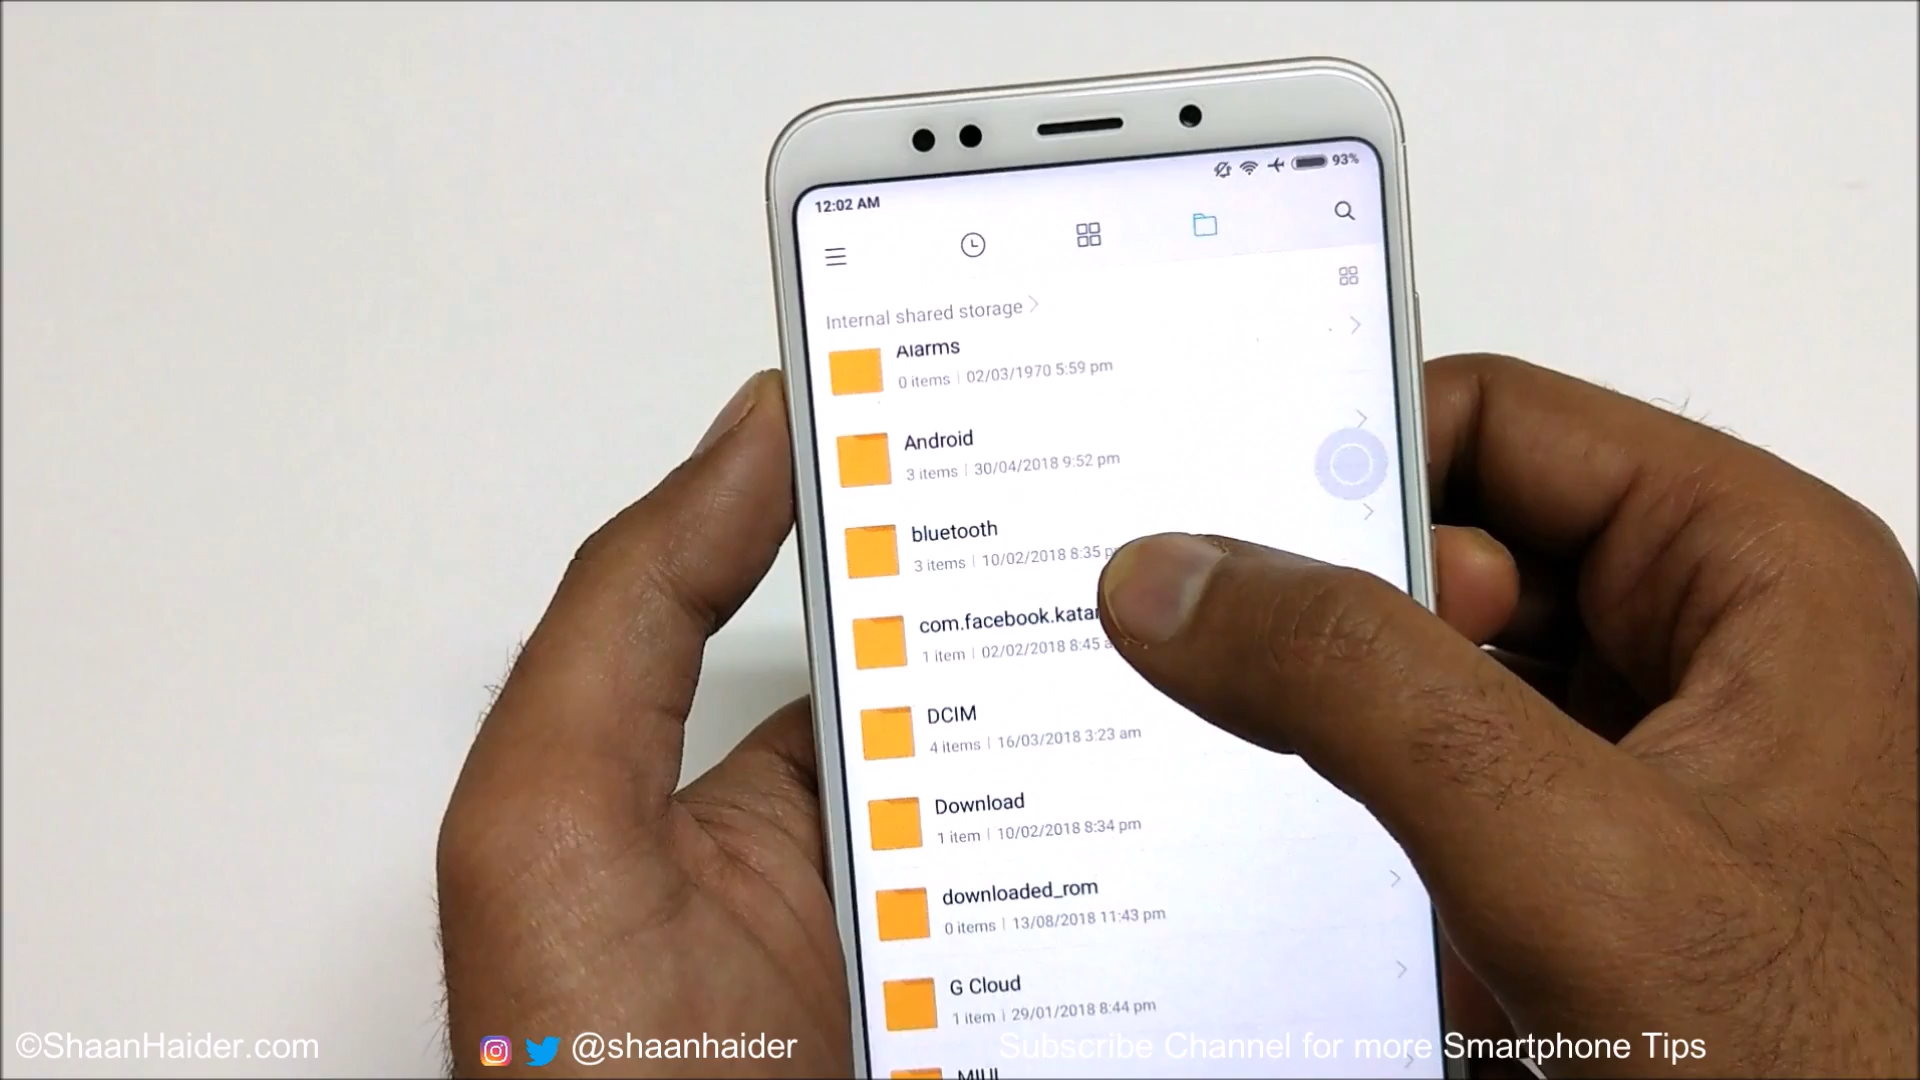 12:02 AM
93%
Internal shared storage
Alarms
0 items | 02/03/1970 5:59 pm
Android
3 items | 30/04/2018 9:52 pm
bluetooth
3 items | 10/02/2018 8:35 p
com.facebook.kata
1 item | 02/02/2018 8:45 a
DCIM
4 items | 16/03/2018 3:23 am
Download
1 item | 10/02/2018 8:34 pm
downloaded_rom
0 items | 13/08/2018 11:43 pm
G Cloud
1 item | 29/01/2018 8:44 pm
MIUI
©ShaanHaider.com
@shaanhaider
Subscribe Channel for more Smartphone Tips